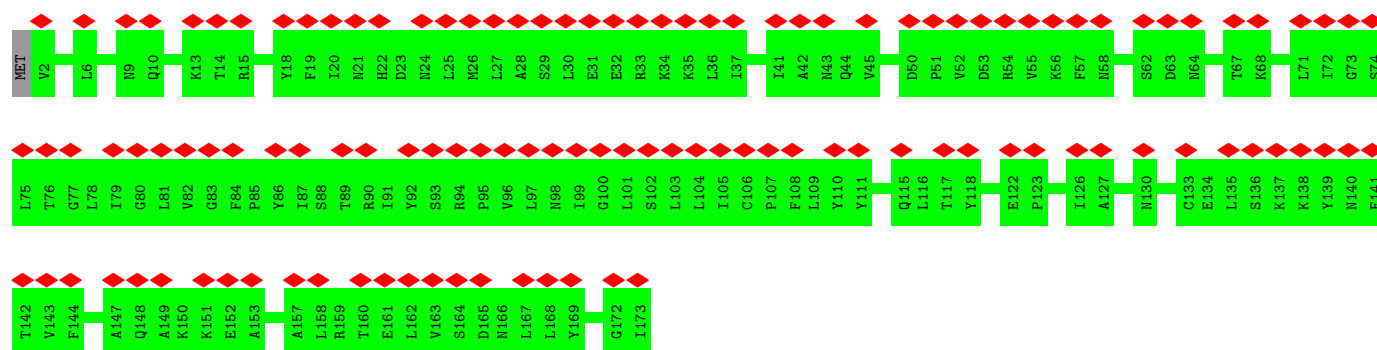 MET V2 L6 N9 Q10 K13 T14 R15 Y18 F19 I20 N21 H22 D23 N24 L25 M26 L27 A28 S29 L30 E31 E32 R33 K34 K35 L36 I37 I41 A42 N43 Q44 V45 D50 P51 V52 D53 R54 V55 K56 F57 N58 S62 D63 N64 T67 K68 L71 I72 G73 S74
L75 T76 G77 L78 I79 G80 L81 V82 G83 F84 P85 Y86 I87 S88 T89 R90 I91 Y92 S93 R94 P95 V96 L97 N98 I99 G100 L101 S102 L103 L104 I105 C106 P107 F108 L109 Y110 Y111 Q115 L116 T117 Y118 E122 P123 I126 A127 N130 C133 E134 L135 S136 K137 K138 Y139 N140 F141
T142 V143 F144 A147 Q148 A149 K150 K151 E152 A153 A157 L158 R159 T160 E161 L162 V163 S164 D165 N166 L167 L168 Y169 G172 I173